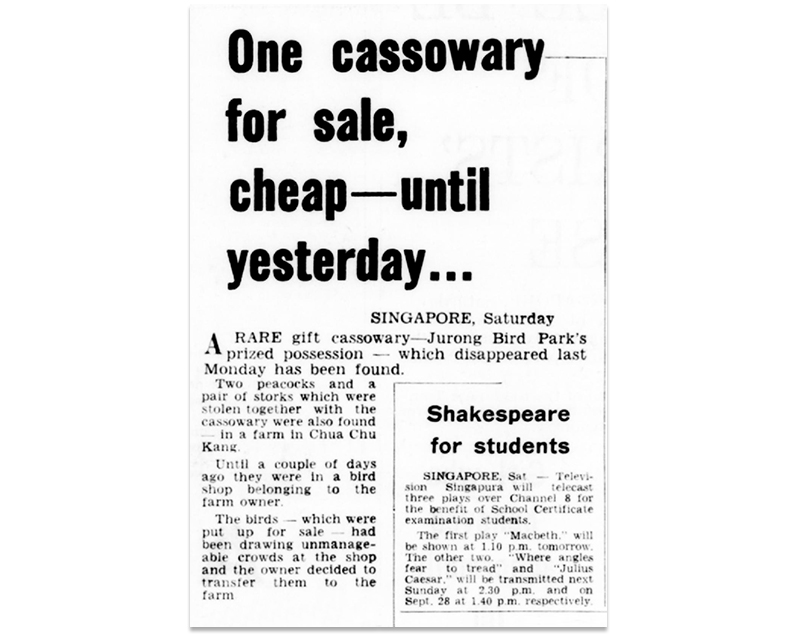 One cassowary
for sale,
cheap—until
yesterday...
SINGAPORE, Saturday
A RARE gift cassowary—Jurong Bird Park's
prized possession — which disappeared last
Monday has been found.
Two peacocks and a
pair of storks which were
stolen together with the
cassowary were also found
— in a farm in Chua Chu
Kang.
Until a couple of days
ago they were in a bird
shop belonging to the
farm owner.
The birds — which were
put up for sale — had
been drawing unmanage-
able crowds at the shop
and the owner decided to
transfer them to the
farm
Shakespeare
for students
SINGAPORE, Sat — Televi-
sion Singapura will telecast
three plays over Channel 8 for
the benefit of School Certificate
examination students.
The first play "Macbeth," will
be shown at 1.10 p.m. tomorrow.
The other two, "Where angles
fear to tread" and "Julius
Caesar," will be transmitted next
Sunday at 2.30 p.m. and on
Sept. 28 at 1.40 p.m. respectively.